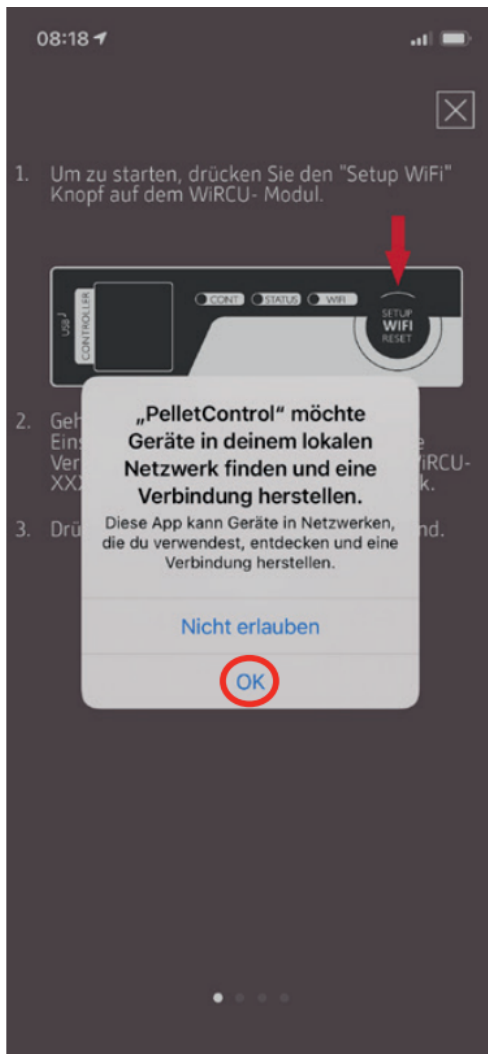 08:18
1. Um zu starten, drücken Sie den "Setup WiFi"
Knopf auf dem WiRCU- Modul.
USB
CONTROLLER
CONT STATUS WIFI
SETUP
WIFI
RESET
2. Geh
Eins
Ver iRCU-
XX k.
3. Drü nd.
„PelletControl“ möchte
Geräte in deinem lokalen
Netzwerk finden und eine
Verbindung herstellen.
Diese App kann Geräte in Netzwerken,
die du verwendest, entdecken und eine
Verbindung herstellen.
Nicht erlauben
OK